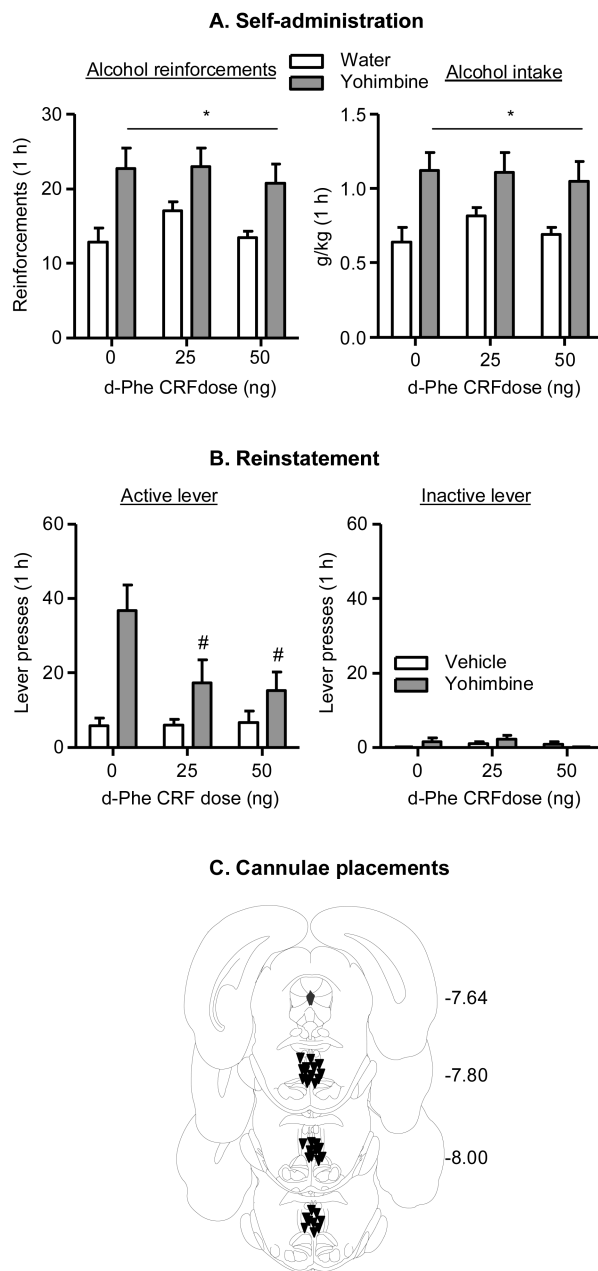 A. Self-administration
Water
Yohimbine
Alcohol reinforcements
Alcohol intake
Reinforcements (1 h)
30
20
10
0
*
0 25 50
d-Phe CRFdose (ng)
g/kg (1 h)
1.5
1.0
0.5
0.0
*
0 25 50
d-Phe CRFdose (ng)
B. Reinstatement
Active lever
Lever presses (1 h)
60
40
20
0
# #
0 25 50
d-Phe CRF dose (ng)
Inactive lever
Lever presses (1 h)
60
40
20
0
Vehicle
Yohimbine
0 25 50
d-Phe CRFdose (ng)
C. Cannulae placements
-7.64
-7.80
-8.00